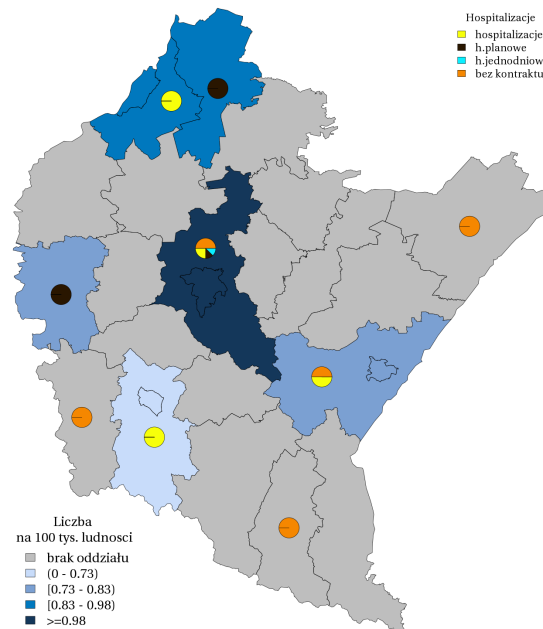 Hospitalizacje
hospitalizacje
h.planowe
h.jednodniow
bez kontraktu
Liczba
na 100 tys. ludnosci
brak oddziału
(0 - 0.73)
[0.73 - 0.83)
[0.83 - 0.98)
>=0.98